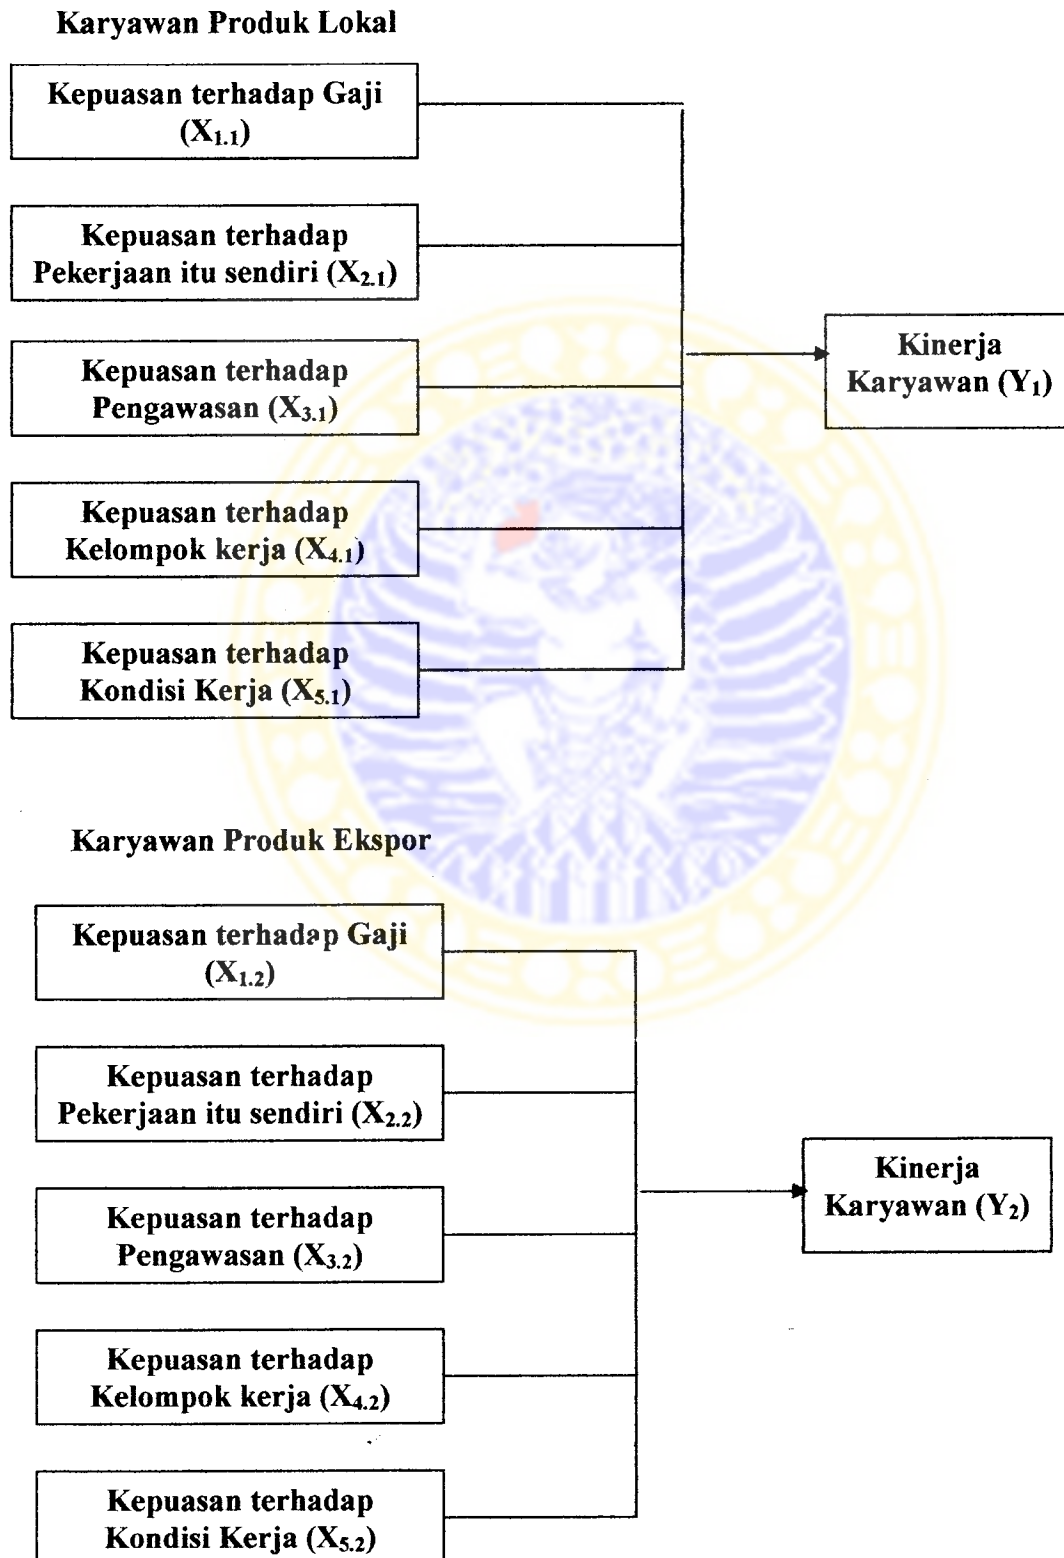 Karyawan Produk Lokal
Kepuasan terhadap Gaji
(X₁.₁)
Kepuasan terhadap
Pekerjaan itu sendiri (X₂.₁)
Kepuasan terhadap
Pengawasan (X₃.₁)
Kepuasan terhadap
Kelompok kerja (X₄.₁)
Kepuasan terhadap
Kondisi Kerja (X₅.₁)
Kinerja
Karyawan (Y₁)
Karyawan Produk Ekspor
Kepuasan terhadap Gaji
(X₁.₂)
Kepuasan terhadap
Pekerjaan itu sendiri (X₂.₂)
Kepuasan terhadap
Pengawasan (X₃.₂)
Kepuasan terhadap
Kelompok kerja (X₄.₂)
Kepuasan terhadap
Kondisi Kerja (X₅.₂)
Kinerja
Karyawan (Y₂)